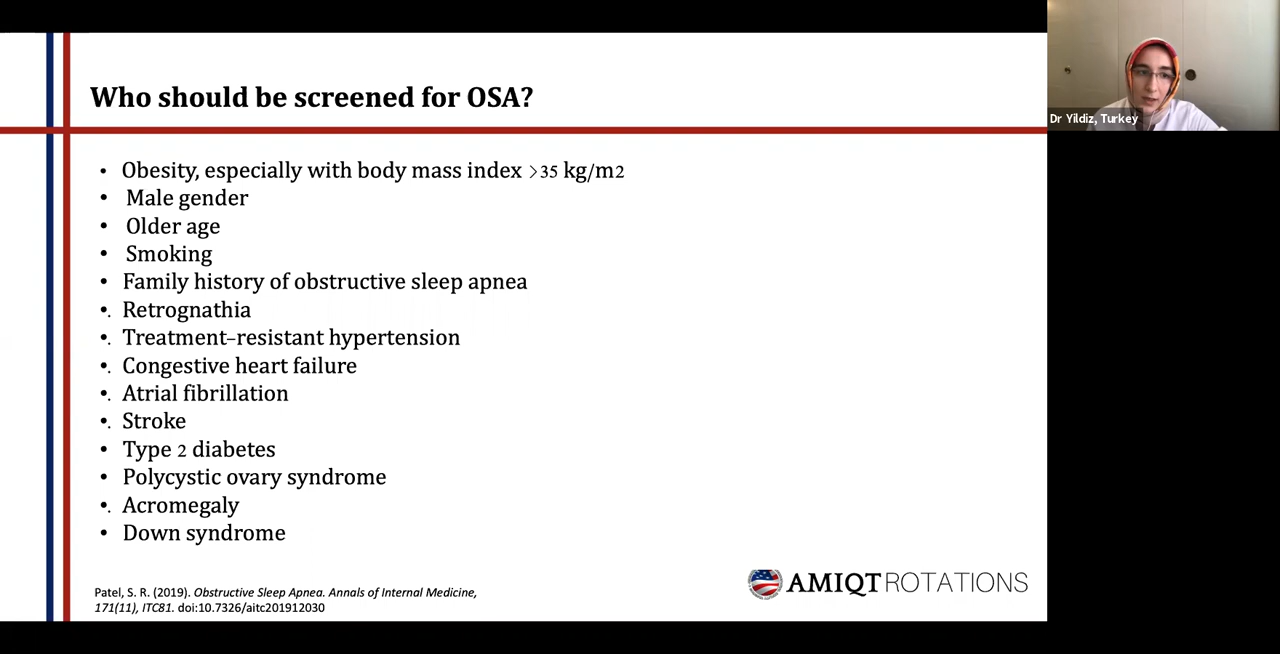 Who should be screened for OSA?
Dr Yildiz, Turkey
• Obesity, especially with body mass index >35 kg/m2
• Male gender
• Older age
• Smoking
• Family history of obstructive sleep apnea
•. Retrognathia
•. Treatment–resistant hypertension
•. Congestive heart failure
•. Atrial fibrillation
•. Stroke
• Type 2 diabetes
• Polycystic ovary syndrome
•. Acromegaly
• Down syndrome
Patel, S. R. (2019). Obstructive Sleep Apnea. Annals of Internal Medicine,
171(11), ITC81. doi:10.7326/aitc201912030
AMIQTROTATIONS